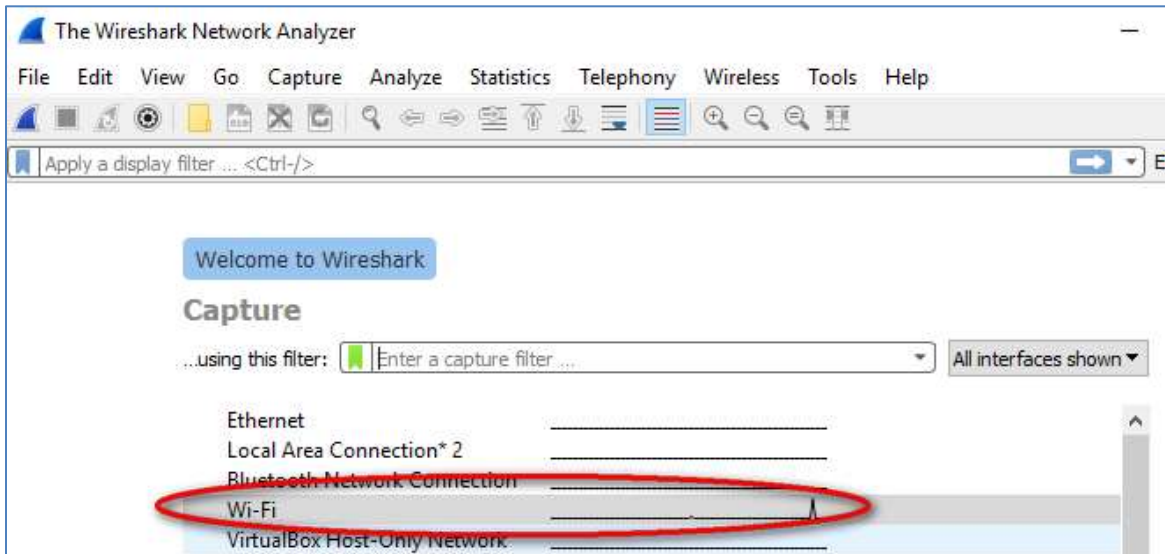 The Wireshark Network Analyzer
File Edit View Go Capture Analyze Statistics Telephony Wireless Tools Help
Apply a display filter ... <Ctrl-/>
E
Welcome to Wireshark
Capture
...using this filter: Enter a capture filter ... All interfaces shown
Ethernet
Local Area Connection* 2
Bluetooth Network Connection
Wi-Fi
VirtualBox Host-Only Network